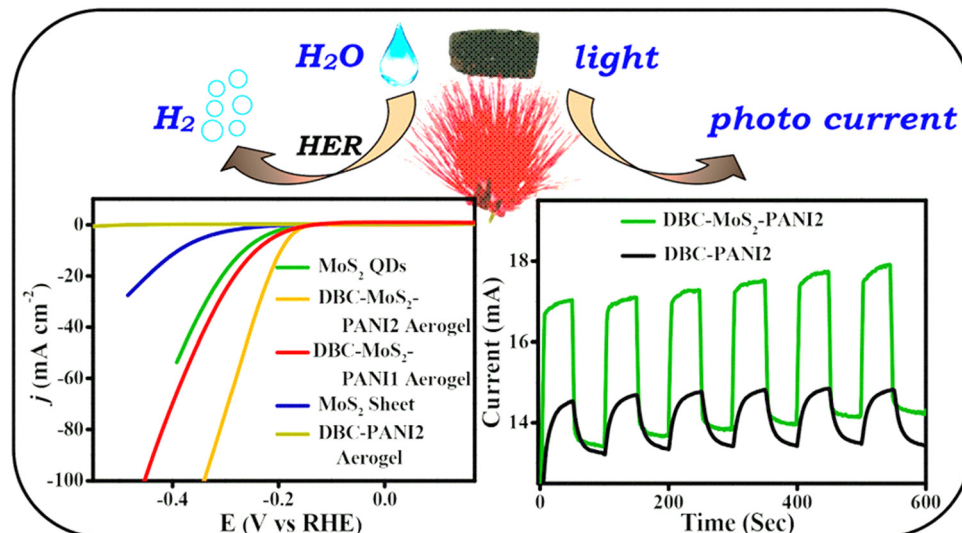 H₂O
light
H₂
HER
photo current
0
-20
-40
-60
-80
-100
j (mA cm⁻²)
MoS₂ QDs
DBC-MoS₂-
PANI2 Aerogel
DBC-MoS₂-
PANI1 Aerogel
MoS₂ Sheet
DBC-PANI2
Aerogel
-0.4 -0.2 0.0
E (V vs RHE)
DBC-MoS₂-PANI2
DBC-PANI2
18
16
14
Current (mA)
0 200 400 600
Time (Sec)